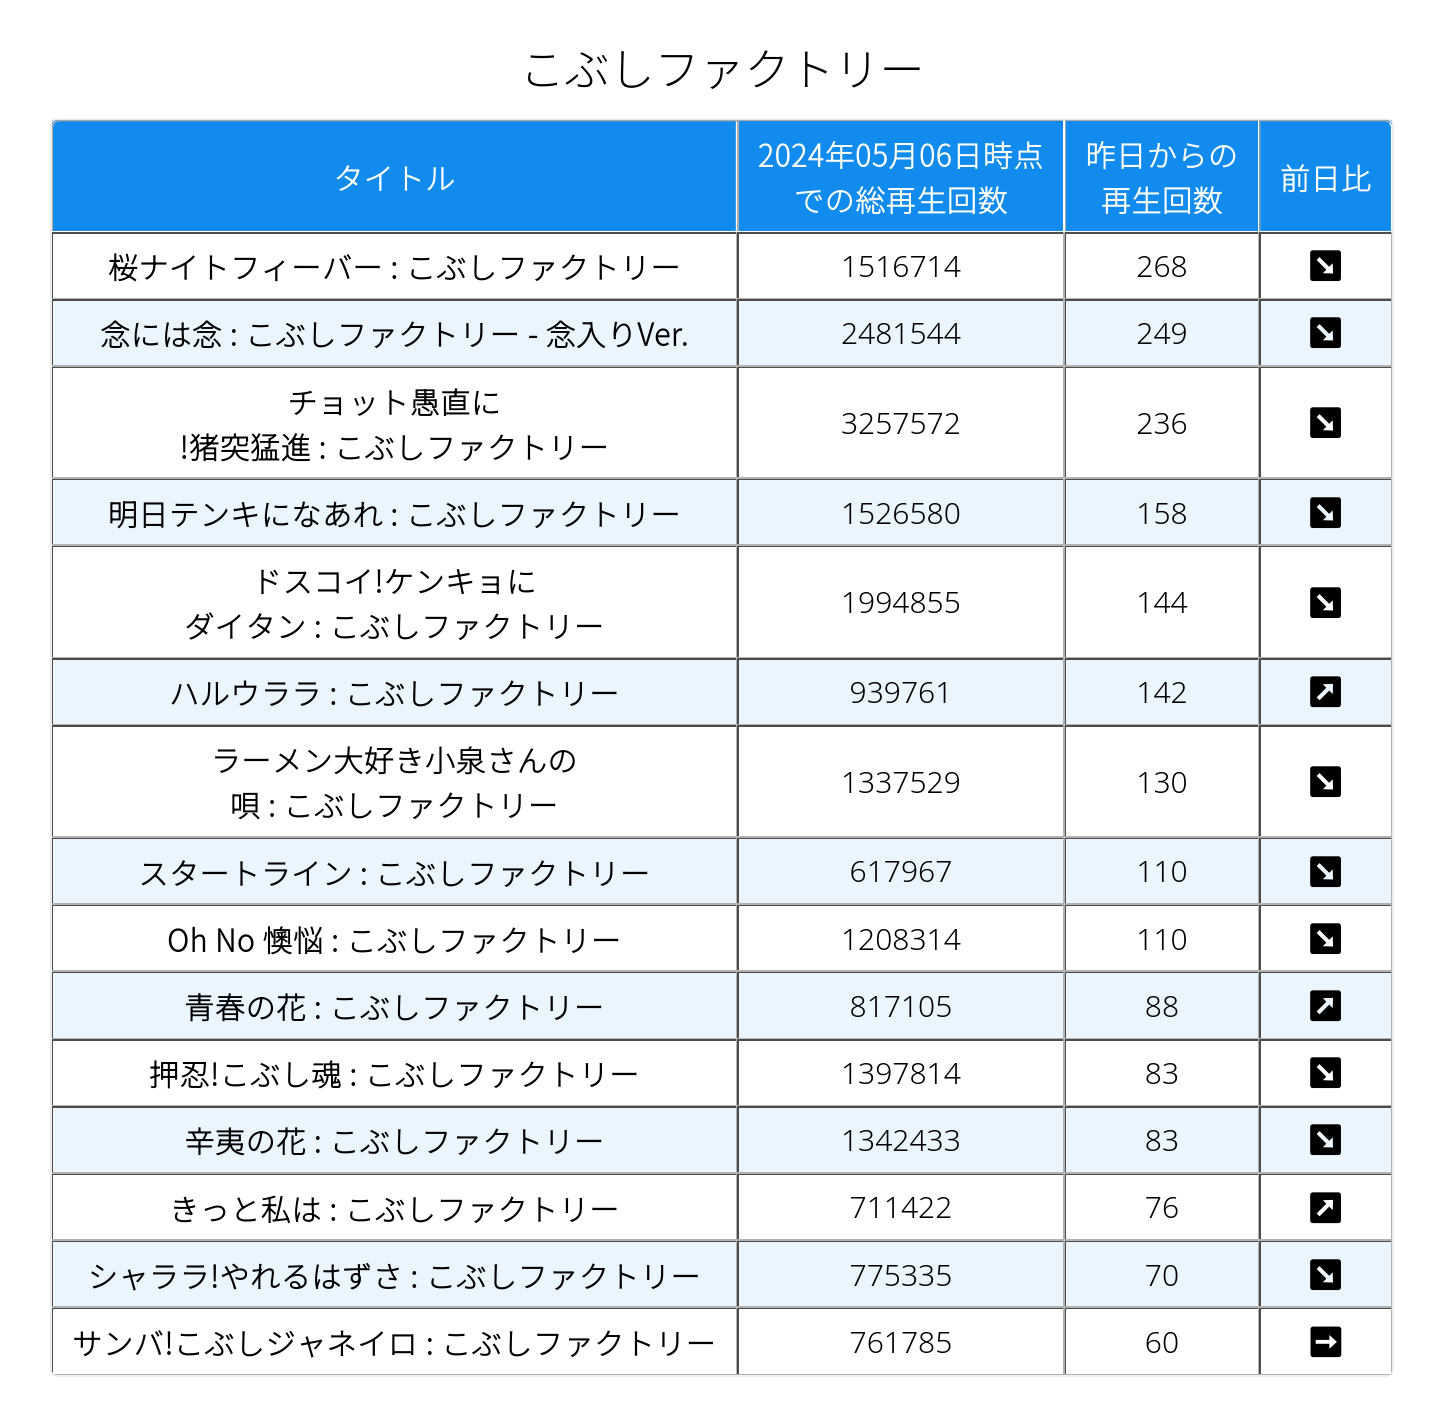 こぶしファクトリー
タイトル
2024年05月06日時点
での総再生回数
昨日からの
再生回数
前日比
桜ナイトフィーバー : こぶしファクトリー 1516714 268 ↘
念には念 : こぶしファクトリー - 念入りVer. 2481544 249 ↘
チョット愚直に
!猪突猛進 : こぶしファクトリー 3257572 236 ↘
明日テンキになあれ : こぶしファクトリー 1526580 158 ↘
ドスコイ!ケンキョに
ダイタン : こぶしファクトリー 1994855 144 ↘
ハルウララ : こぶしファクトリー 939761 142 ↗
ラーメン大好き小泉さんの
唄 : こぶしファクトリー 1337529 130 ↘
スタートライン : こぶしファクトリー 617967 110 ↘
Oh No 懊悩 : こぶしファクトリー 1208314 110 ↘
青春の花 : こぶしファクトリー 817105 88 ↗
押忍!こぶし魂 : こぶしファクトリー 1397814 83 ↘
辛夷の花 : こぶしファクトリー 1342433 83 ↘
きっと私は : こぶしファクトリー 711422 76 ↗
シャララ!やれるはずさ : こぶしファクトリー 775335 70 ↘
サンバ!こぶしジャネイロ : こぶしファクトリー 761785 60 →